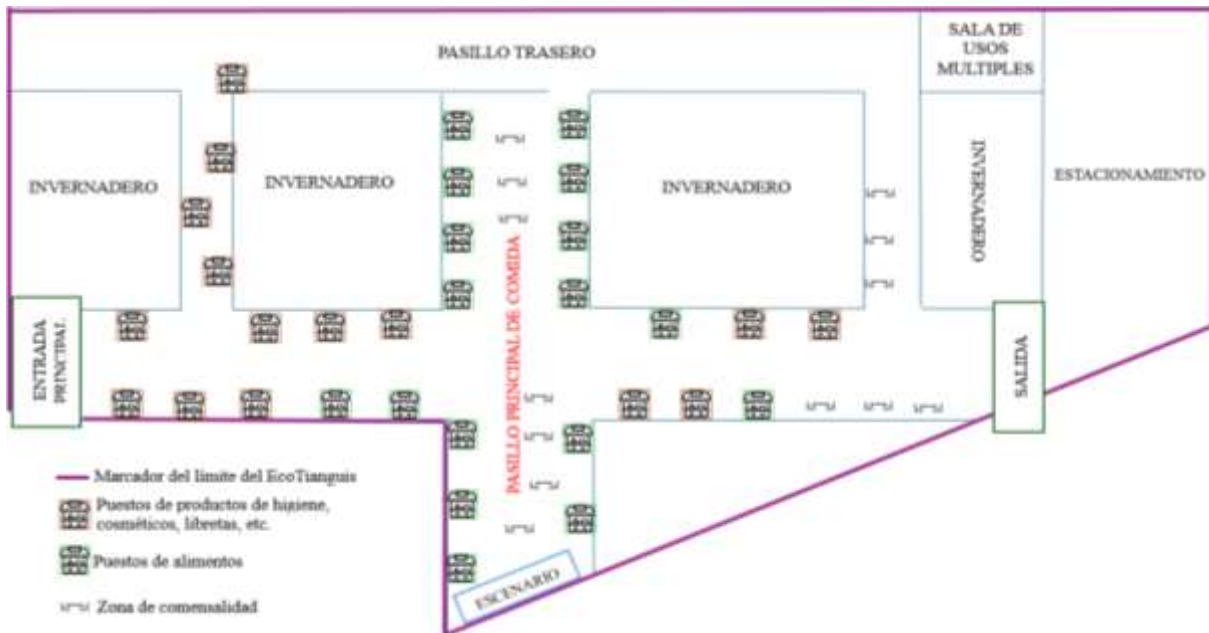 PASILLO TRASERO
SALA DE
USOS
MULTIPLES
INVERNADERO
INVERNADERO
INVERNADERO
INVERNADERO
ESTACIONAMIENTO
ENTRADA
PRINCIPAL
PASILLO PRINCIPAL DE COMIDA
SALIDA
ESCENARIO
Marcador del límite del EcoTianguis
Puestos de productos de higiene,
cosméticos, libretas, etc.
Puestos de alimentos
Zona de comensalidad